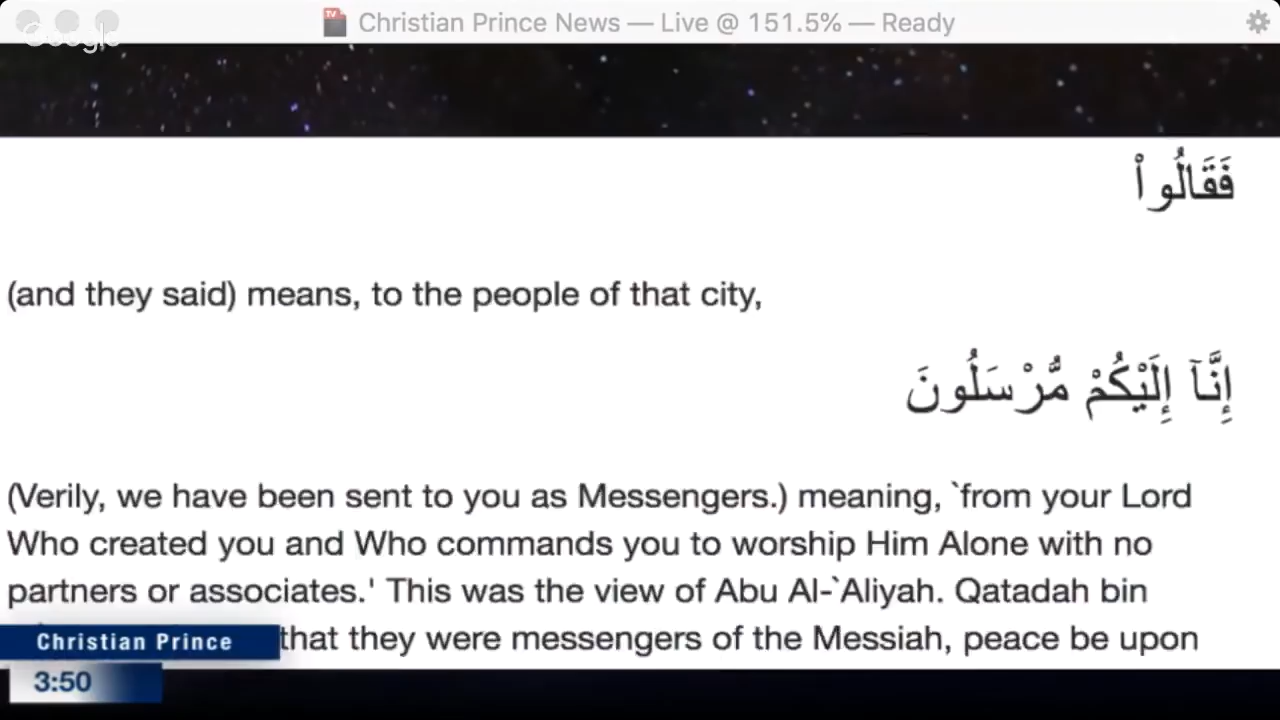 Christian Prince News — Live @ 151.5% — Ready
Google
فَقَالُواْ
(and they said) means, to the people of that city,
إِنَّآ إِلَيْكُمْ مُّرْسَلُونَ
(Verily, we have been sent to you as Messengers.) meaning, `from your Lord
Who created you and Who commands you to worship Him Alone with no
partners or associates.' This was the view of Abu Al-`Aliyah. Qatadah bin
that they were messengers of the Messiah, peace be upon
Christian Prince
3:50